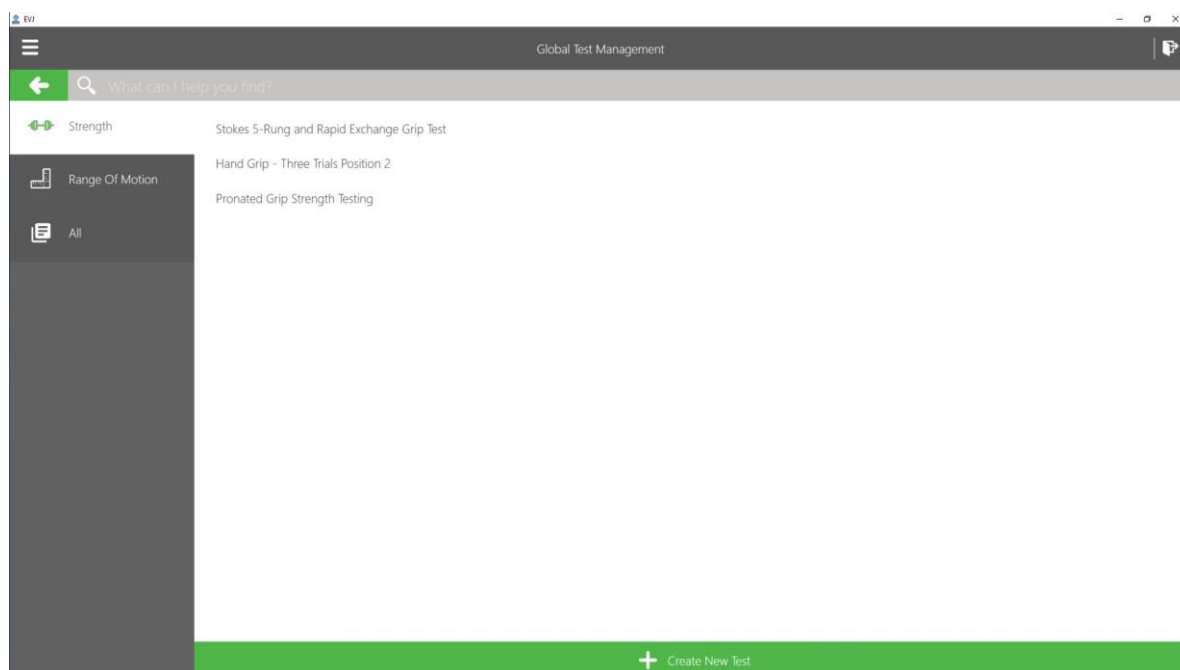 EVJ
Global Test Management
What can I help you find?
Strength
Stokes 5-Rung and Rapid Exchange Grip Test
Hand Grip - Three Trials Position 2
Range Of Motion
Pronated Grip Strength Testing
All
Create New Test